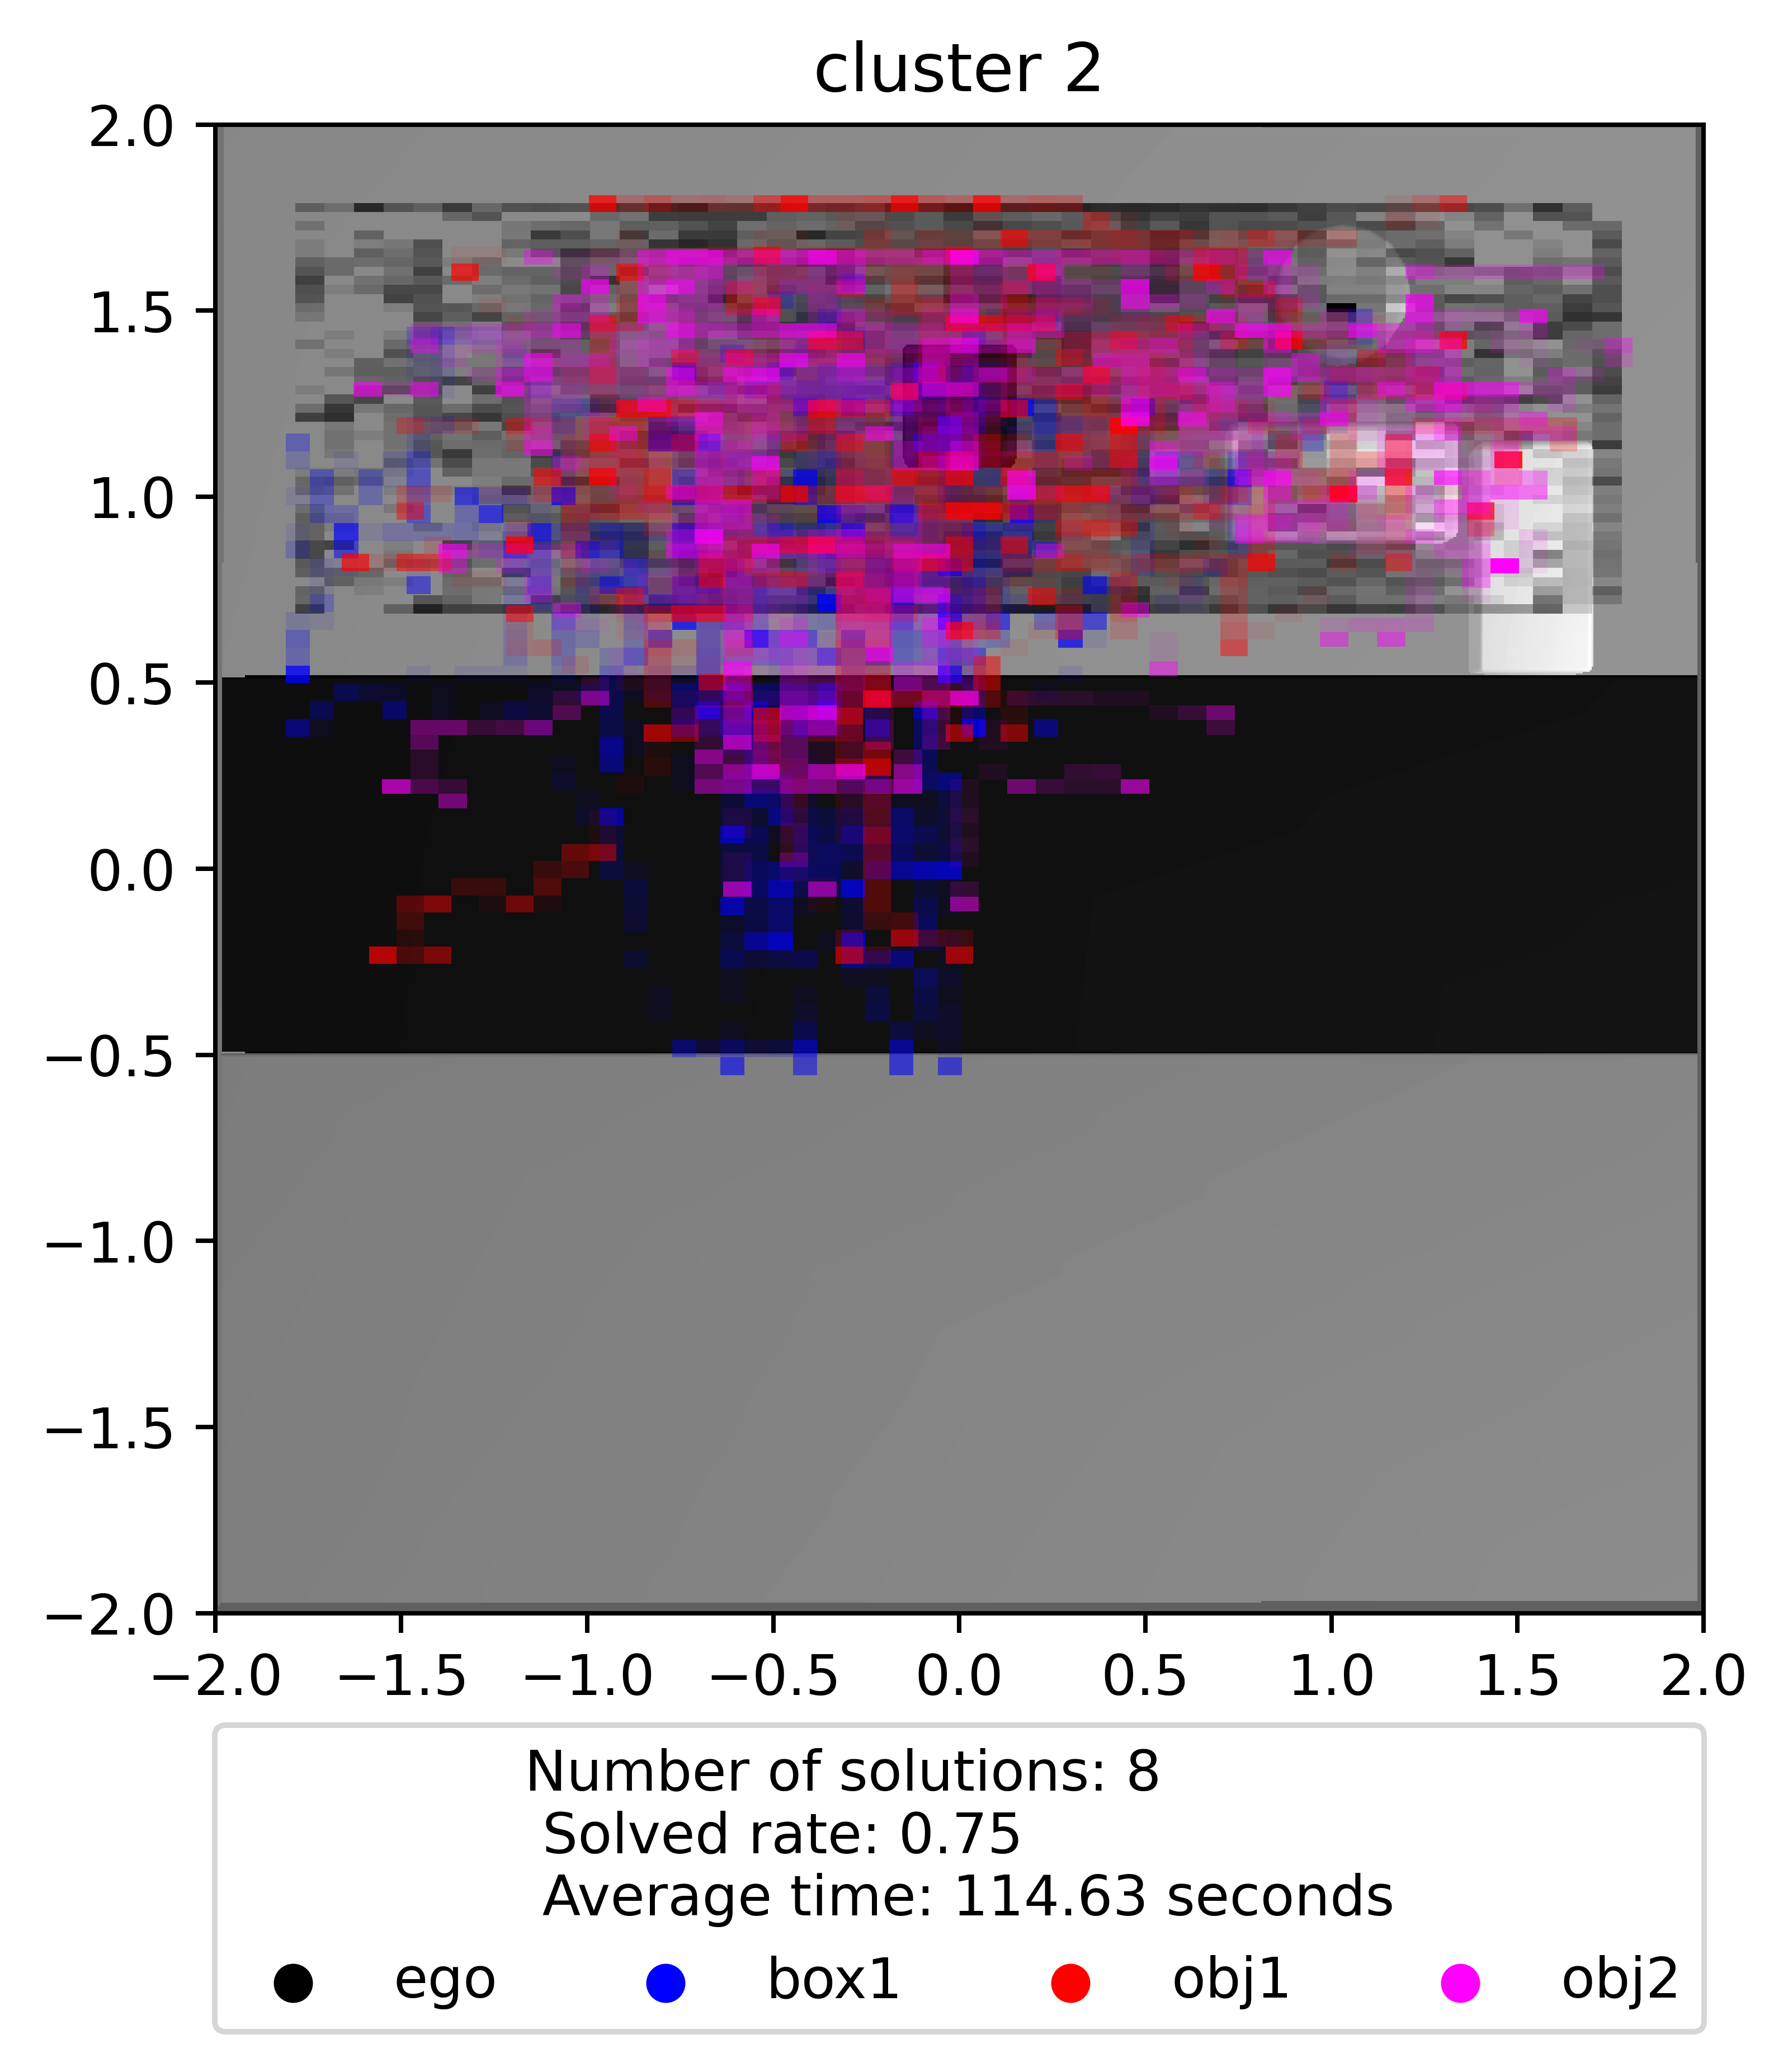 cluster 2
2.0
1.5
1.0
0.5
0.0
−0.5
−1.0
−1.5
−2.0
−2.0 −1.5 −1.0 −0.5 0.0 0.5 1.0 1.5 2.0
Number of solutions: 8
Solved rate: 0.75
Average time: 114.63 seconds
ego box1 obj1 obj2